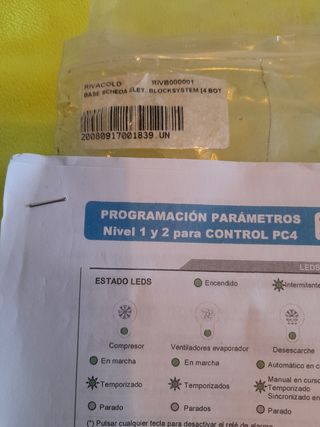 RIVACOLD RIVB000001
BASE SCHEDA ELET. BLOCKSYSTEM [4 BOT
20080917001839 UN
PROGRAMACIÓN PARÁMETROS
Nivel 1 y 2 para CONTROL PC4
LEDS
ESTADO LEDS
Encendido
Intermitente
Compresor
Ventiladores evaporador
Desescarche
En marcha
En marcha
Automático en c
Temporizado
Temporizados
Manual en curso
Temporizado
Sincronizado en
Parado
Parados
Parado
(*) Pulsar cualquier tecla para desactivar el relé de alarma